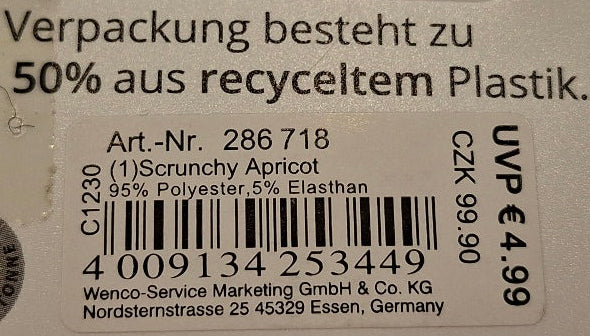 Verpackung besteht zu
50% aus recyceltem Plastik.
Art.-Nr. 286 718
(1)Scrunchy Apricot
95% Polyester,5% Elasthan
C1230
4 009134 253449
Wenco-Service Marketing GmbH & Co. KG
Nordsternstrasse 25 45329 Essen, Germany
CZK 99.90
UVP € 4.99